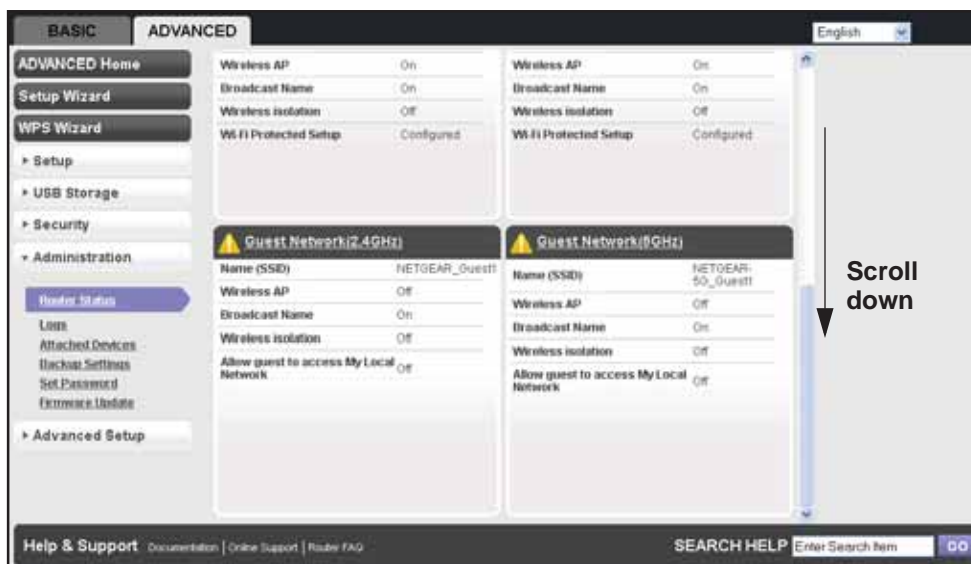 BASIC
ADVANCED
English
ADVANCED Home
Setup Wizard
WPS Wizard
Setup
USB Storage
Security
Administration
Router Status
Logs
Attached Devices
Backup Settings
Set Password
Firmware Update
Advanced Setup
Wireless AP On
Broadcast Name On
Wireless isolation Off
Wi-Fi Protected Setup Configured
Wireless AP On
Broadcast Name On
Wireless isolation Off
Wi-Fi Protected Setup Configured
Guest Network(2.4GHz)
Name (SSID) NETGEAR_Guest1
Wireless AP Off
Broadcast Name On
Wireless isolation Off
Allow guest to access My Local
Network Off
Guest Network(5GHz)
Name (SSID) NETGEAR-
5G_Guest1
Wireless AP Off
Broadcast Name On
Wireless isolation Off
Allow guest to access My Local
Network Off
Scroll
down
Help & Support Documentation | Online Support | Router FAQ
SEARCH HELP Enter Search Item GO